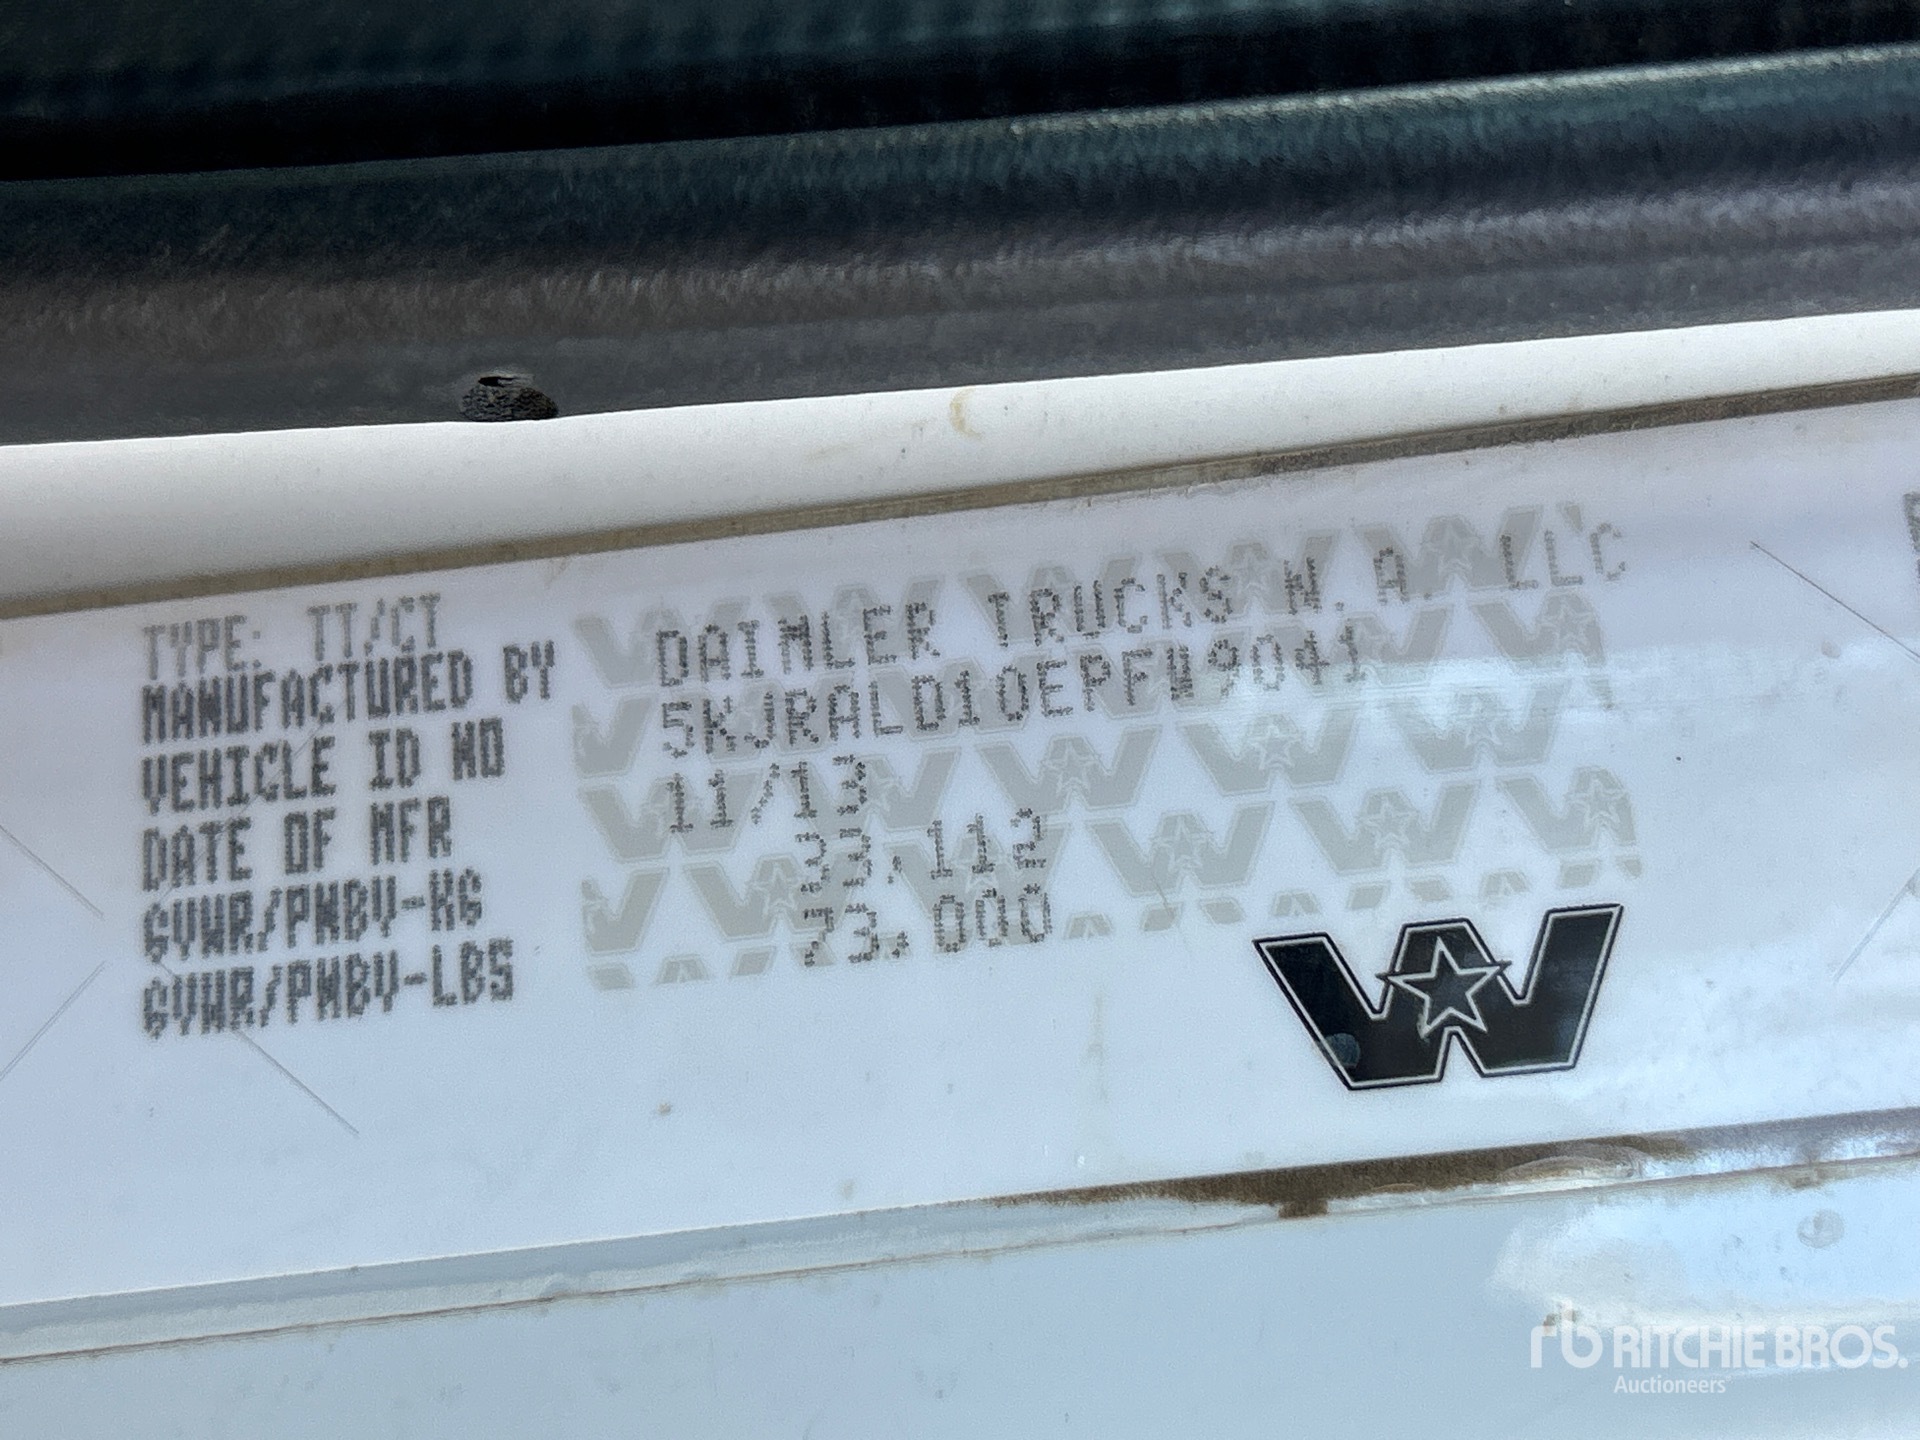 TYPE: TT/CT
MANUFACTURED BY DAIMLER TRUCKS N.A. LLC
VEHICLE ID NO
DATE OF MFR 11/13
GVWR/PNBV-KG 33,112
GVWR/PNBV-LBS 73,000
W
rb RITCHIE BROS.
Auctioneers